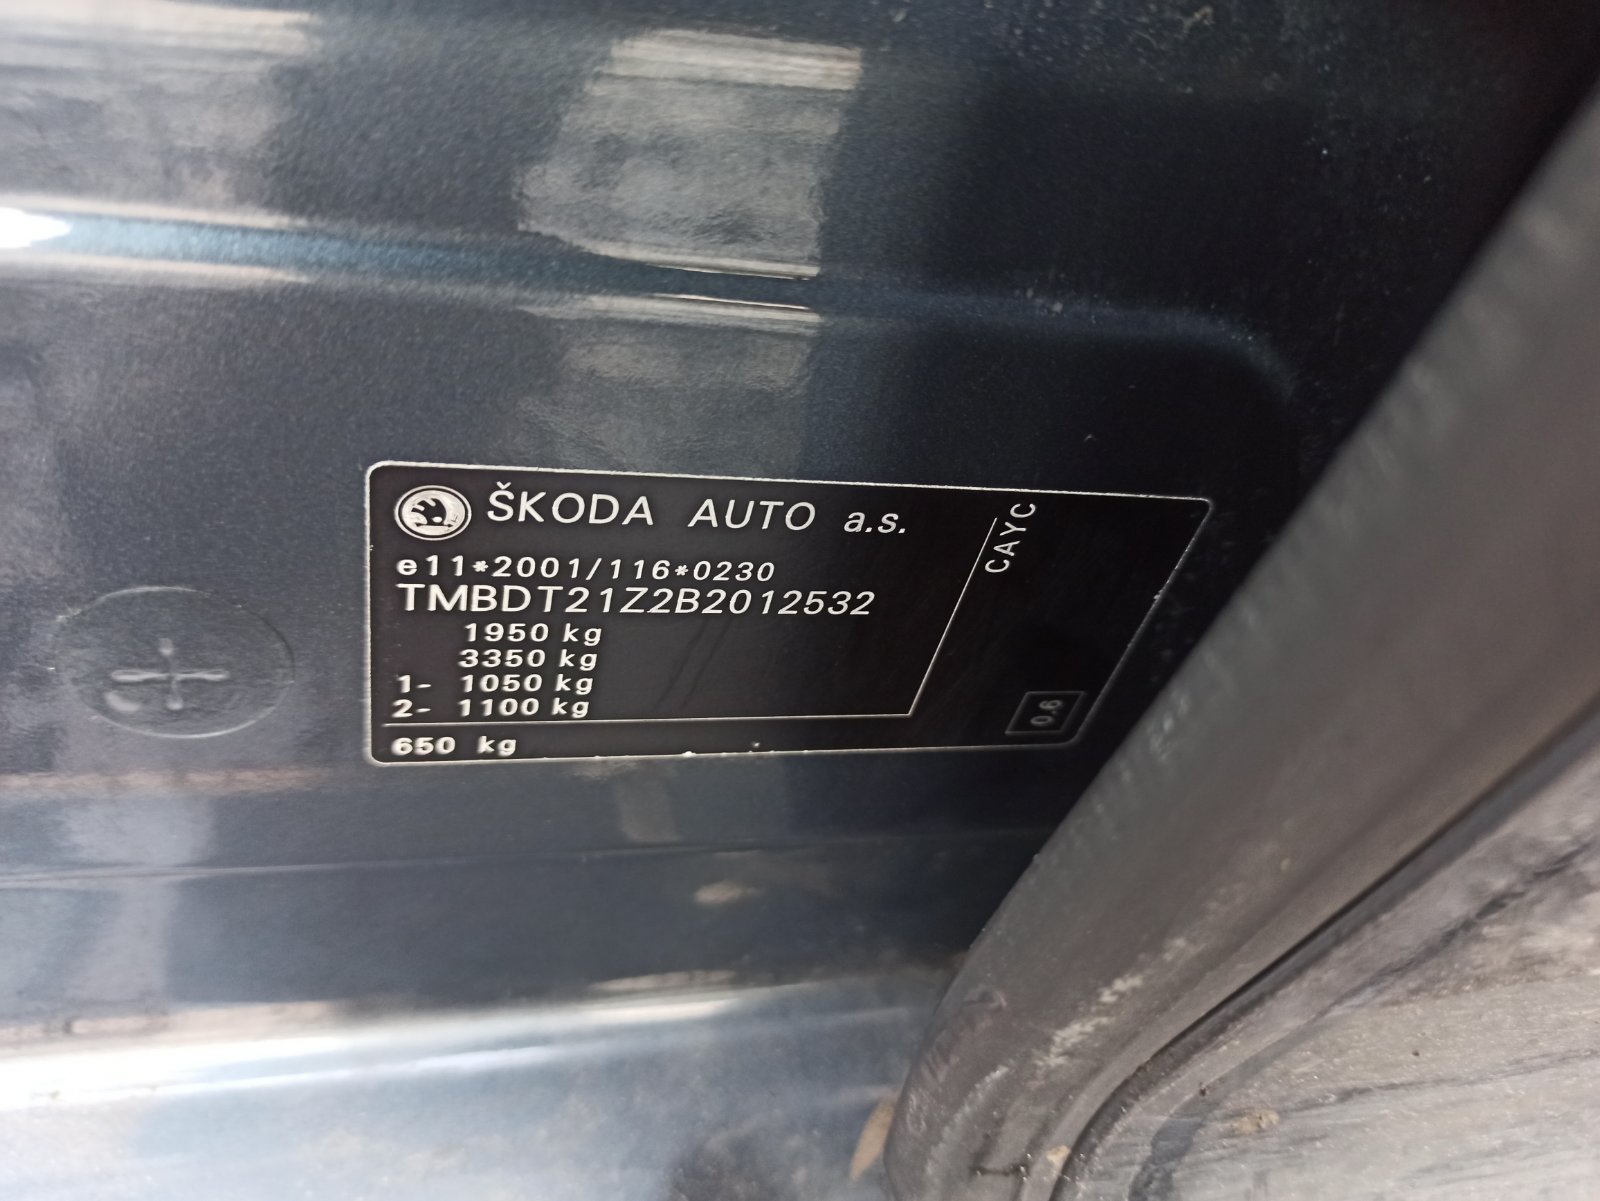 ŠKODA AUTO a.s.
CAYC
e11*2001/116*0230
TMBDT21Z2B2012532
1950 kg
3350 kg
1- 1050 kg
2- 1100 kg
650 kg
0.6